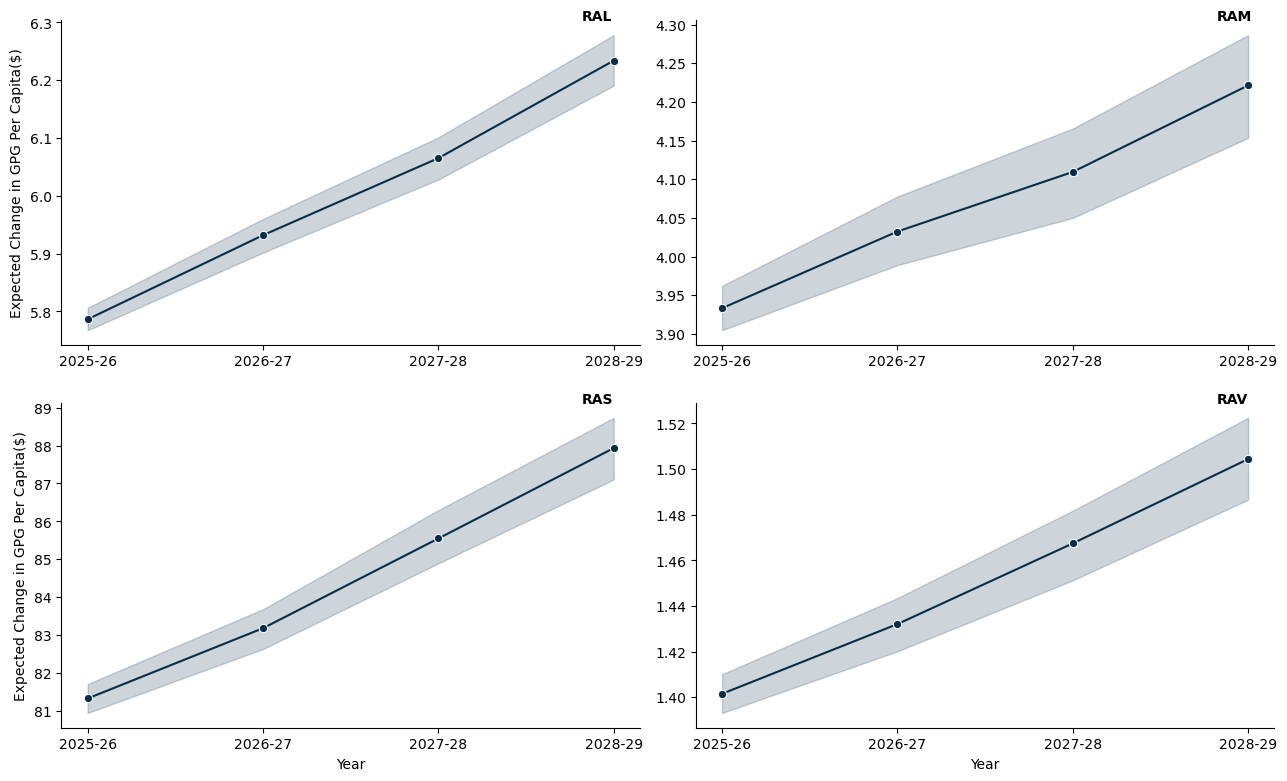 RAL
Expected Change in GPG Per Capita($)
6.3
6.2
6.1
6.0
5.9
5.8
2025-26 2026-27 2027-28 2028-29
RAM
4.30
4.25
4.20
4.15
4.10
4.05
4.00
3.95
3.90
2025-26 2026-27 2027-28 2028-29
RAS
Expected Change in GPG Per Capita($)
89
88
87
86
85
84
83
82
81
2025-26 2026-27 2027-28 2028-29
Year
RAV
1.52
1.50
1.48
1.46
1.44
1.42
1.40
2025-26 2026-27 2027-28 2028-29
Year